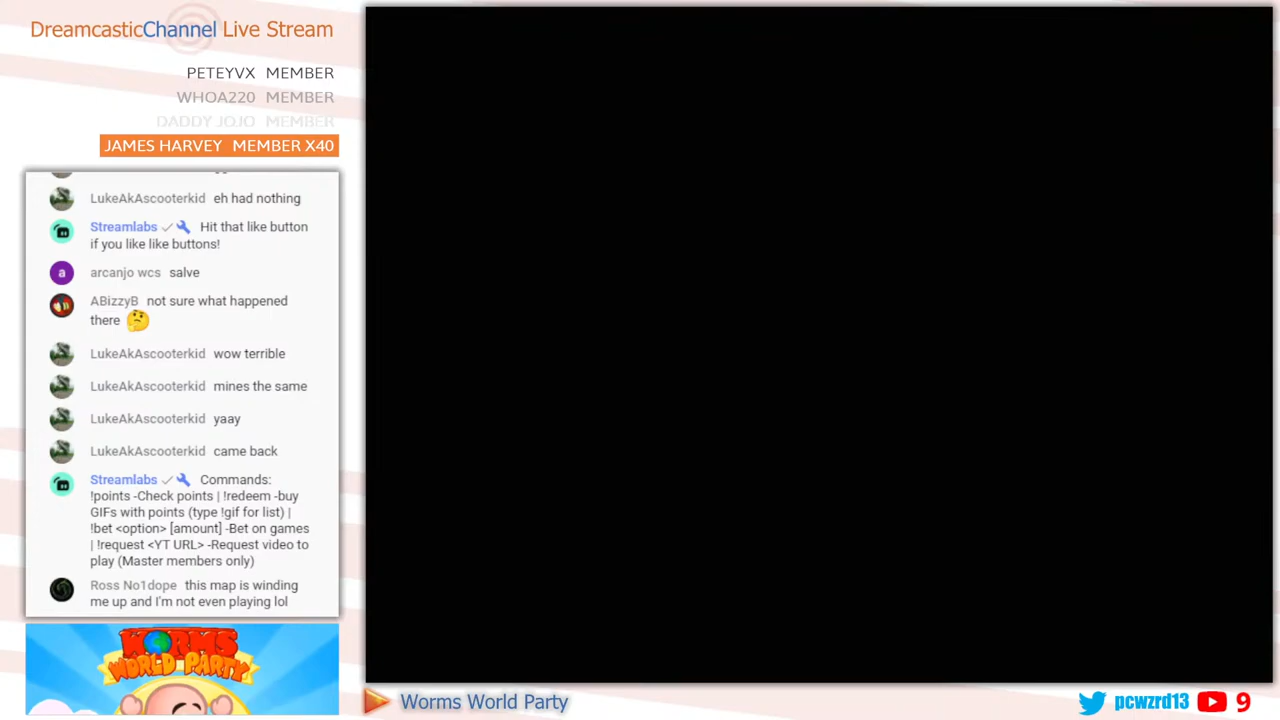 DreamcasticChannel Live Stream
PETEYVX MEMBER
WHOA220 MEMBER
DADDY JOJO MEMBER
JAMES HARVEY MEMBER X40
LukeAkAscooterkid eh had nothing
Streamlabs Hit that like button
if you like like buttons!
a arcanjo wcs salve
ABizzyB not sure what happened
there 🤔
LukeAkAscooterkid wow terrible
LukeAkAscooterkid mines the same
LukeAkAscooterkid yaay
LukeAkAscooterkid came back
Streamlabs Commands:
!points -Check points | !redeem -buy
GIFs with points (type !gif for list) |
!bet <option> [amount] -Bet on games
| !request <YT URL> -Request video to
play (Master members only)
Ross No1dope this map is winding
me up and I'm not even playing lol
WORMS
WORLD PARTY
Worms World Party
pcwzrd13
9